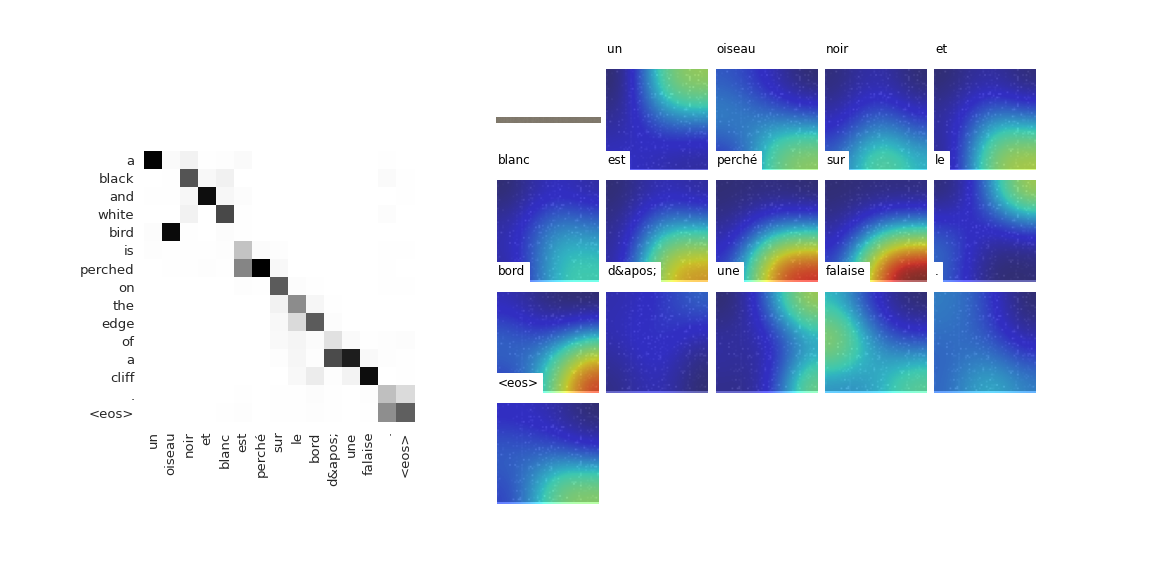 a
black
and
white
bird
is
perched
on
the
edge
of
a
cliff
.
<eos>
un
oiseau
noir
et
blanc
est
perché
sur
le
bord
d&apos;
une
falaise
.
<eos>
un oiseau noir et
blanc est perché sur le
bord d&apos; une falaise .
<eos>